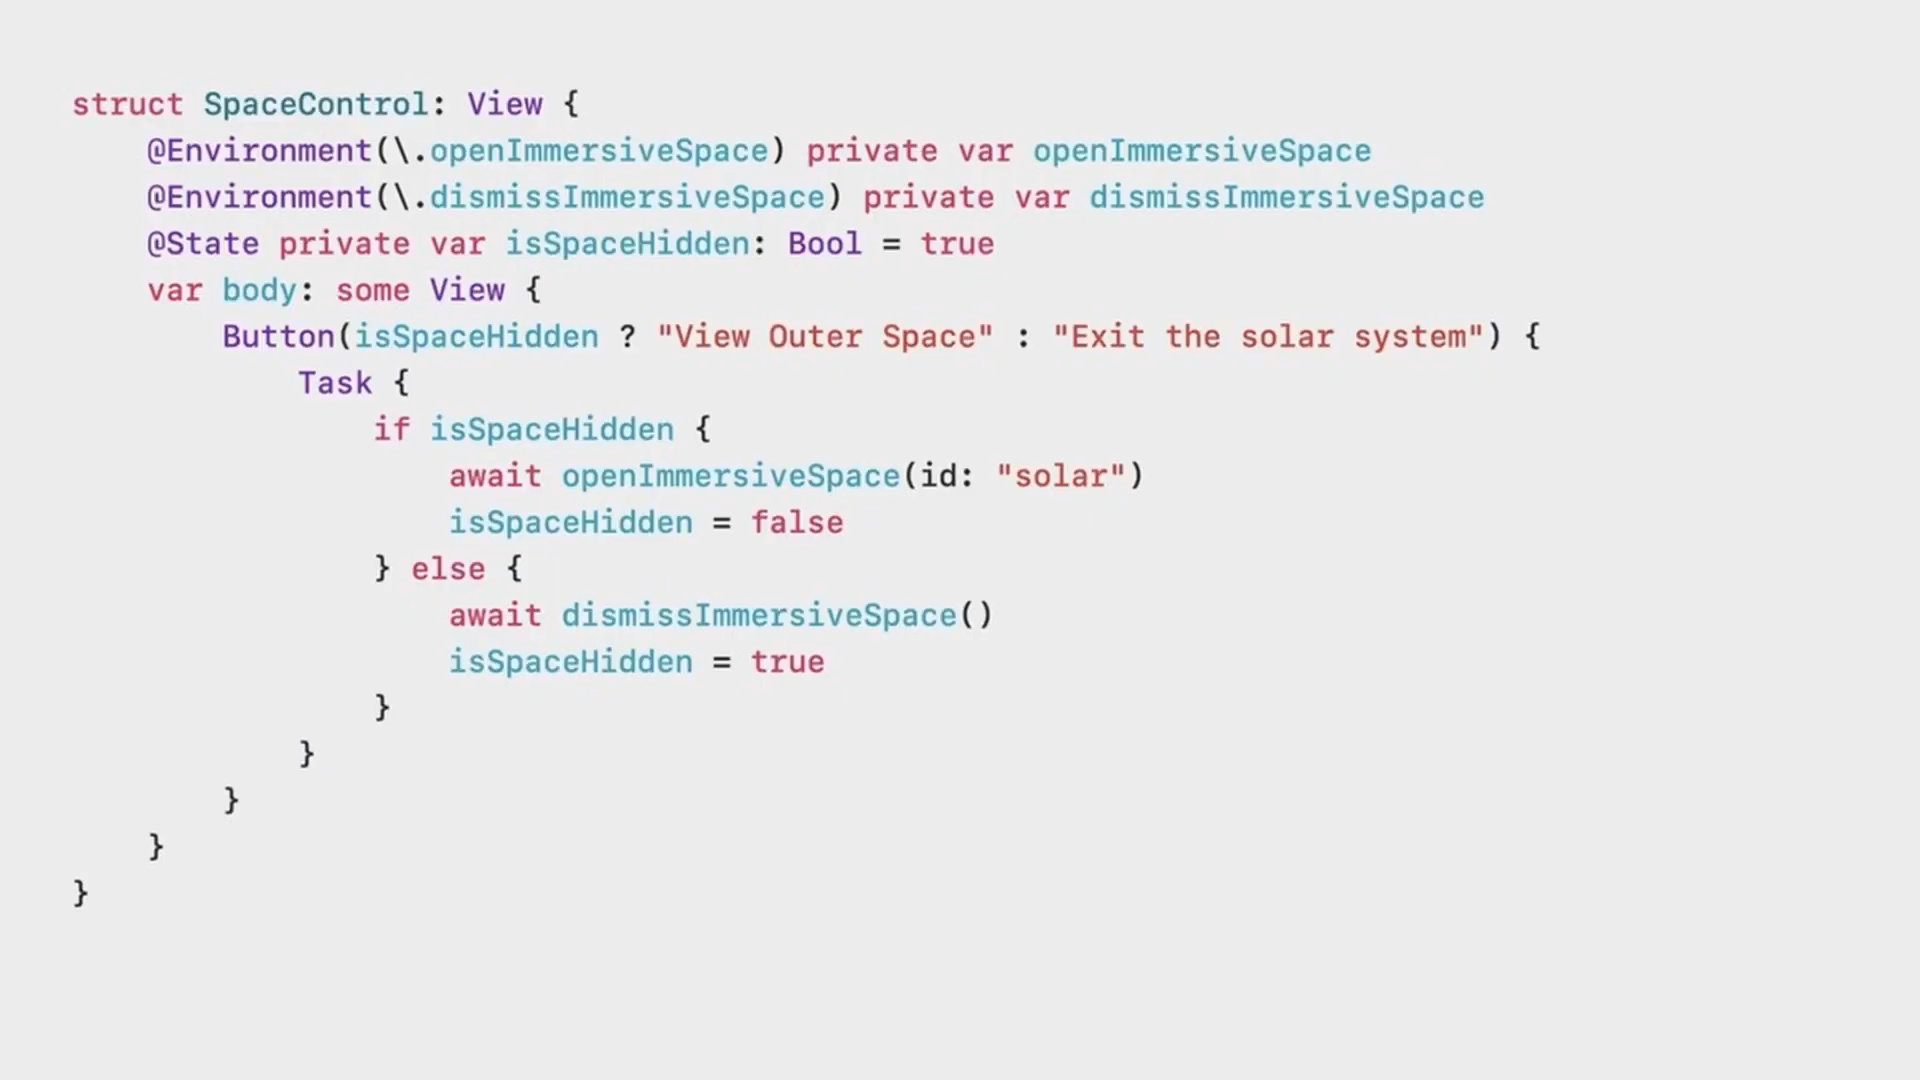 struct SpaceControl: View {
    @Environment(\.openImmersiveSpace) private var openImmersiveSpace
    @Environment(\.dismissImmersiveSpace) private var dismissImmersiveSpace
    @State private var isSpaceHidden: Bool = true
    var body: some View {
        Button(isSpaceHidden ? "View Outer Space" : "Exit the solar system") {
            Task {
                if isSpaceHidden {
                    await openImmersiveSpace(id: "solar")
                    isSpaceHidden = false
                } else {
                    await dismissImmersiveSpace()
                    isSpaceHidden = true
                }
            }
        }
    }
}